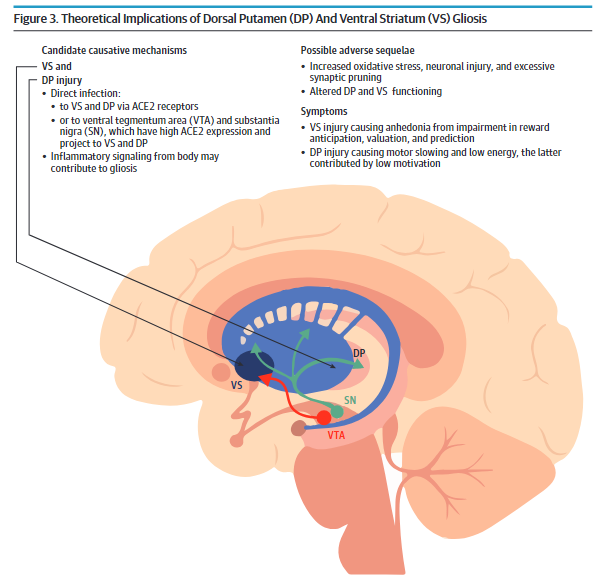 Figure 3. Theoretical Implications of Dorsal Putamen (DP) And Ventral Striatum (VS) Gliosis
Candidate causative mechanisms
VS and
DP injury
• Direct infection:
• to VS and DP via ACE2 receptors
• or to ventral tegmentum area (VTA) and substantia
nigra (SN), which have high ACE2 expression and
project to VS and DP
• Inflammatory signaling from body may
contribute to gliosis
Possible adverse sequelae
• Increased oxidative stress, neuronal injury, and excessive
synaptic pruning
• Altered DP and VS functioning
Symptoms
• VS injury causing anhedonia from impairment in reward
anticipation, valuation, and prediction
• DP injury causing motor slowing and low energy, the latter
contributed by low motivation
DP
VS
SN
VTA